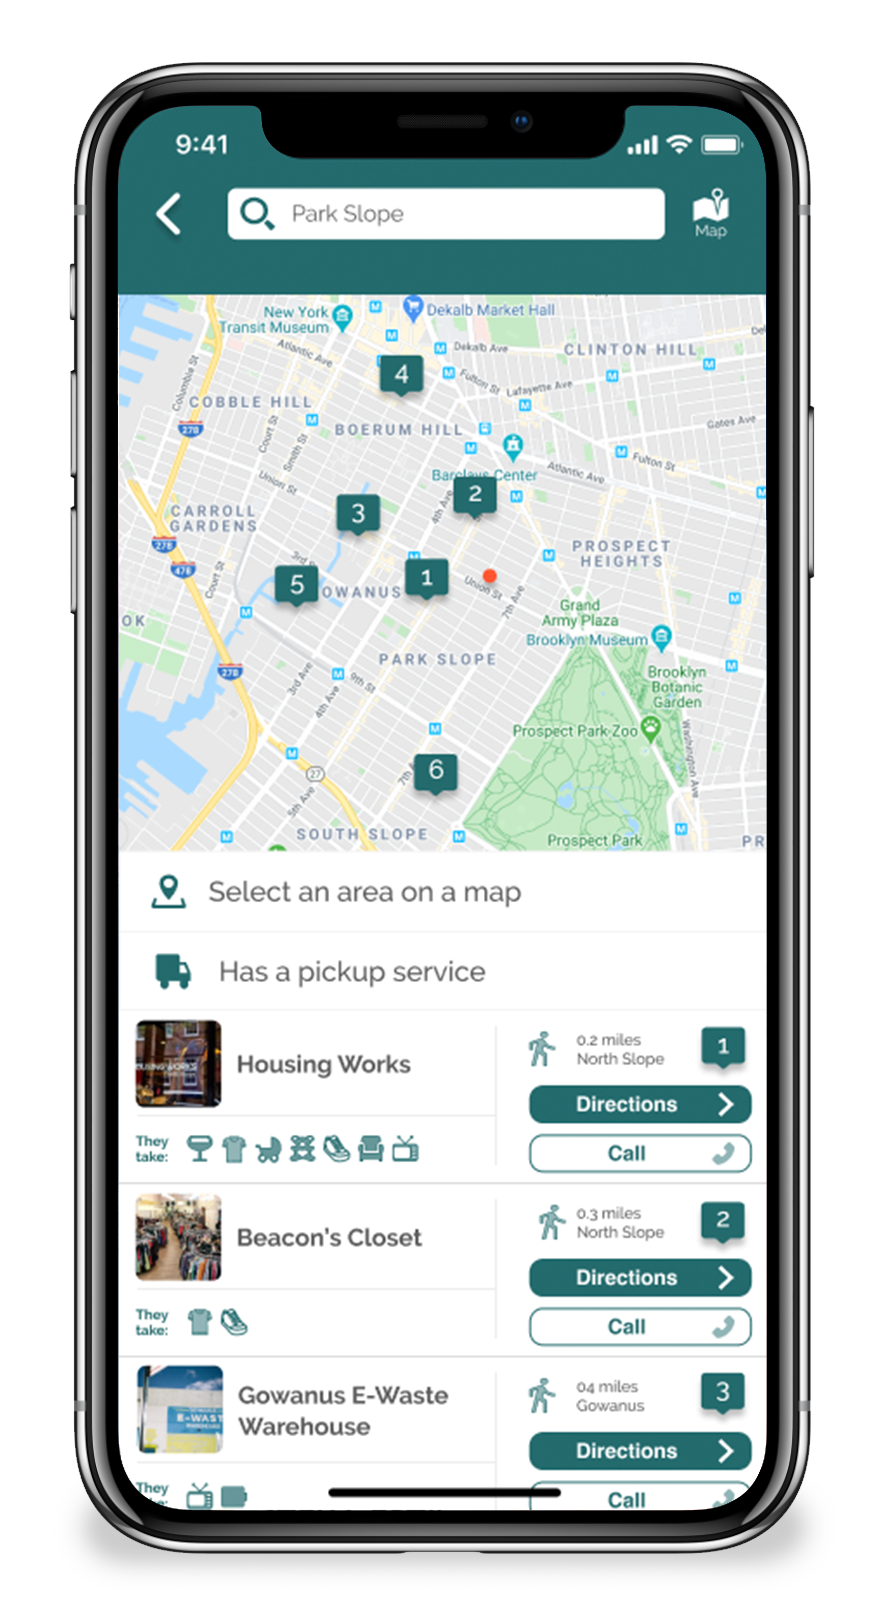 9:41
Park Slope
Map
New York
Transit Museum
Dekalb Market Hall
Atlantic Ave
Dekalb Ave
CLINTON HILL
Columbia St
4
Fulton St
Lafayette Ave
COBBLE HILL
278
Court St
Smith St
BOERUM HILL
Gates Ave
Barclays Center
Atlantic Ave
Fulton St
Union St
2
4th Ave
CARROLL
GARDENS
3
278
478
PROSPECT
HEIGHTS
Court St
3rd
5
OWANUS
1
Union St
7th Ave
Grand
Army Plaza
OK
Brooklyn Museum
PARK SLOPE
278
3rd Ave
4th Ave
9th St
Brooklyn
Botanic
Garden
Prospect Park Zoo
Washington Ave
7th
6
27
5th Ave
SOUTH SLOPE
Prospect Park
PR
Select an area on a map
Has a pickup service
Housing Works
0.2 miles
North Slope
1
Directions
They
take:
Call
Beacon's Closet
0.3 miles
North Slope
2
Directions
They
take:
Call
E-WAST
Gowanus E-Waste
Warehouse
04 miles
Gowanus
3
Directions
They
Call